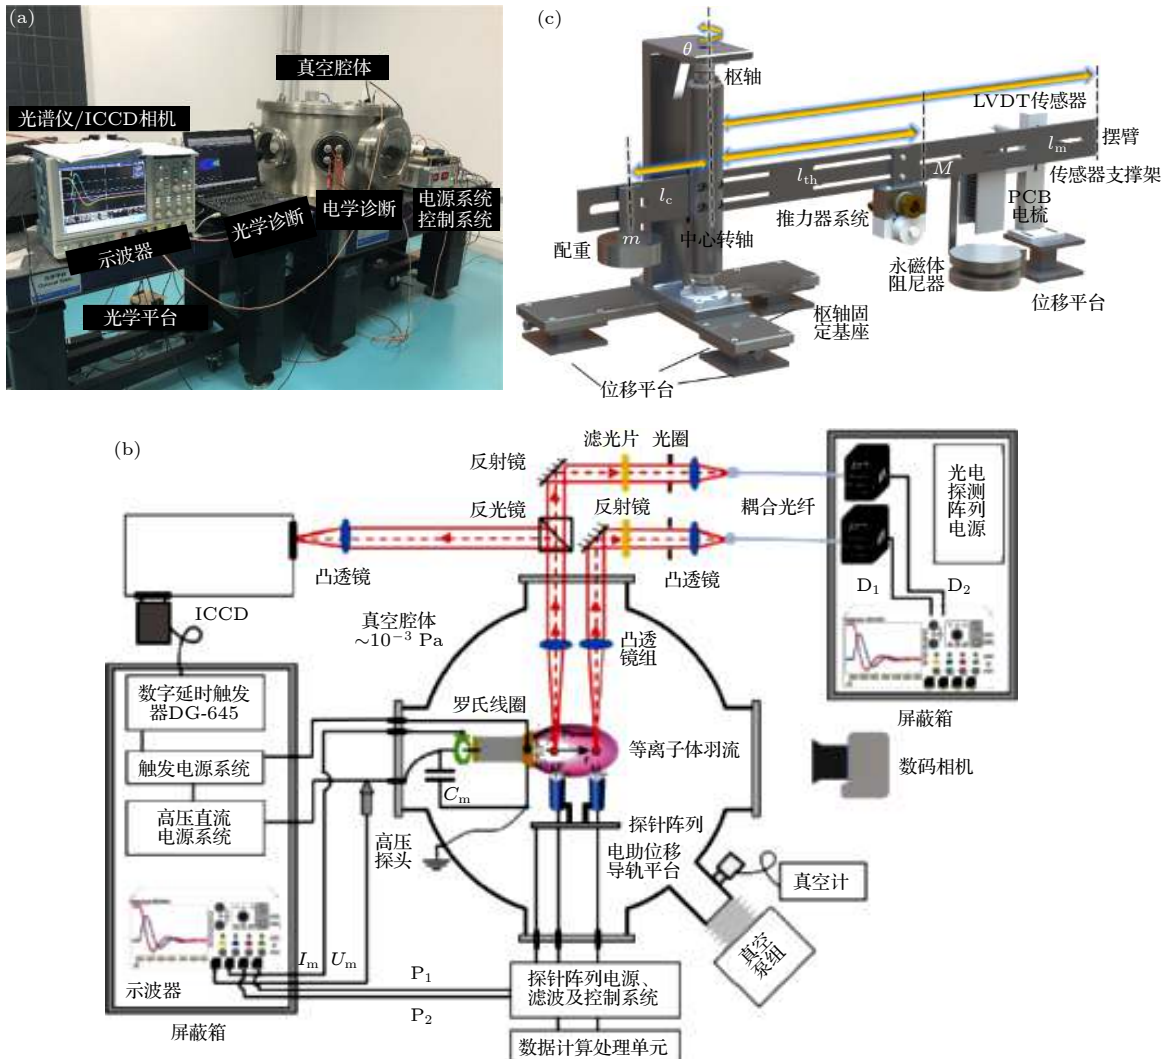 (a)
真空腔体
光谱仪/ICCD相机
电源系统
控制系统
电学诊断
光学诊断
示波器
光学平台
(c)
θ
枢轴
LVDT传感器
摆臂
l_m
传感器支撑架
M
l_th
l_c
PCB
电梳
推力器系统
m
中心转轴
配重
永磁体
阻尼器
位移平台
枢轴固
定基座
位移平台
(b)
滤光片
光圈
反射镜
反光镜
反射镜
耦合光纤
光电
探测
阵列
电源
凸透镜
凸透镜
D_1
D_2
ICCD
真空腔体
~10^{-3} Pa
凸透
镜组
数字延时触发
器DG-645
罗氏线圈
屏蔽箱
等离子体羽流
触发电源系统
数码相机
C_m
高压直流
电源系统
高压
探头
探针阵列
电助位移
导轨平台
真空计
真空
泵组
I_m
U_m
P_1
示波器
探针阵列电源、
滤波及控制系统
P_2
屏蔽箱
数据计算处理单元